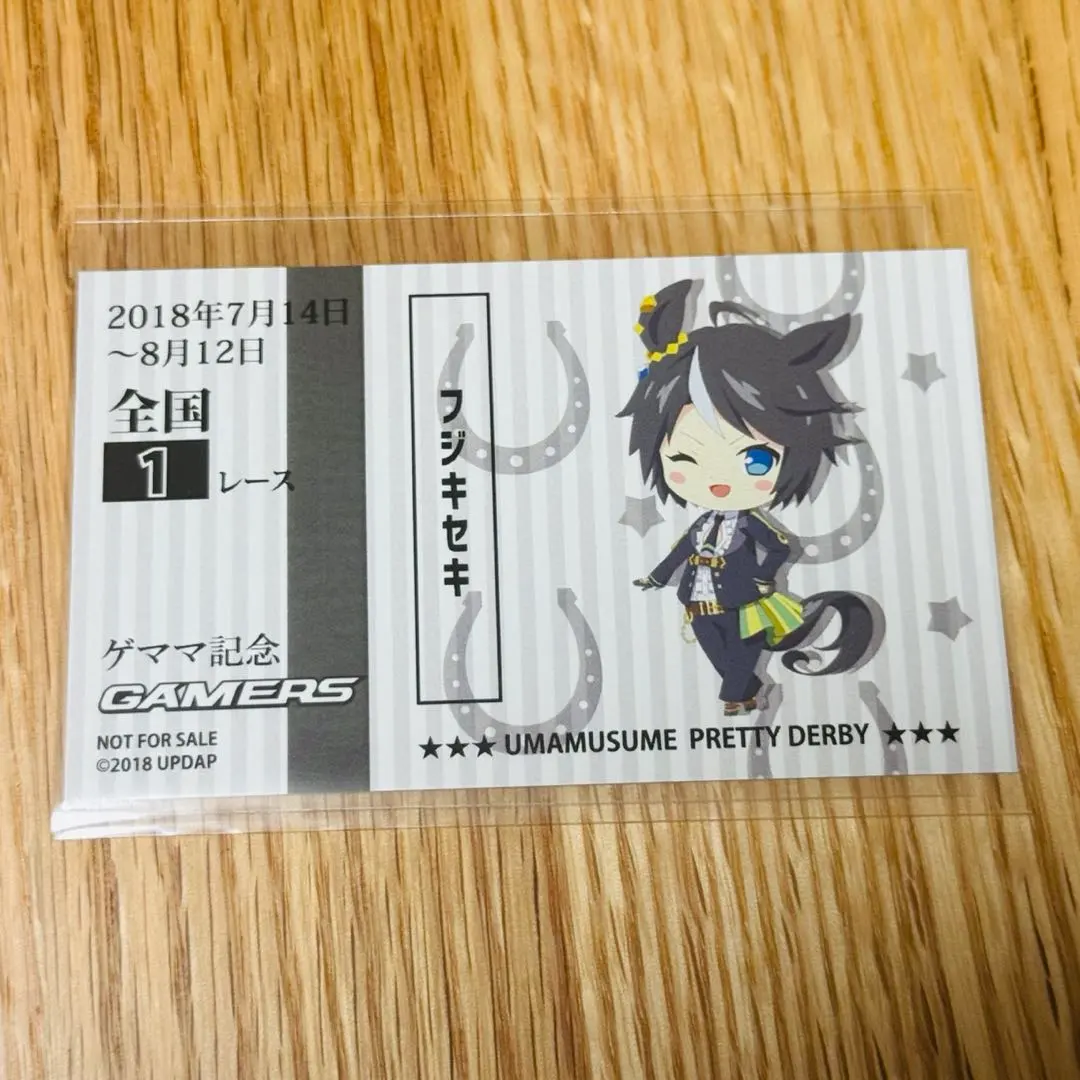 2018年7月14日
~8月12日
全国
1 レース
ゲママ記念
GAMERS
NOT FOR SALE
©2018 UPDAP
フジキセキ
★★★ UMAMUSUME PRETTY DERBY ★★★